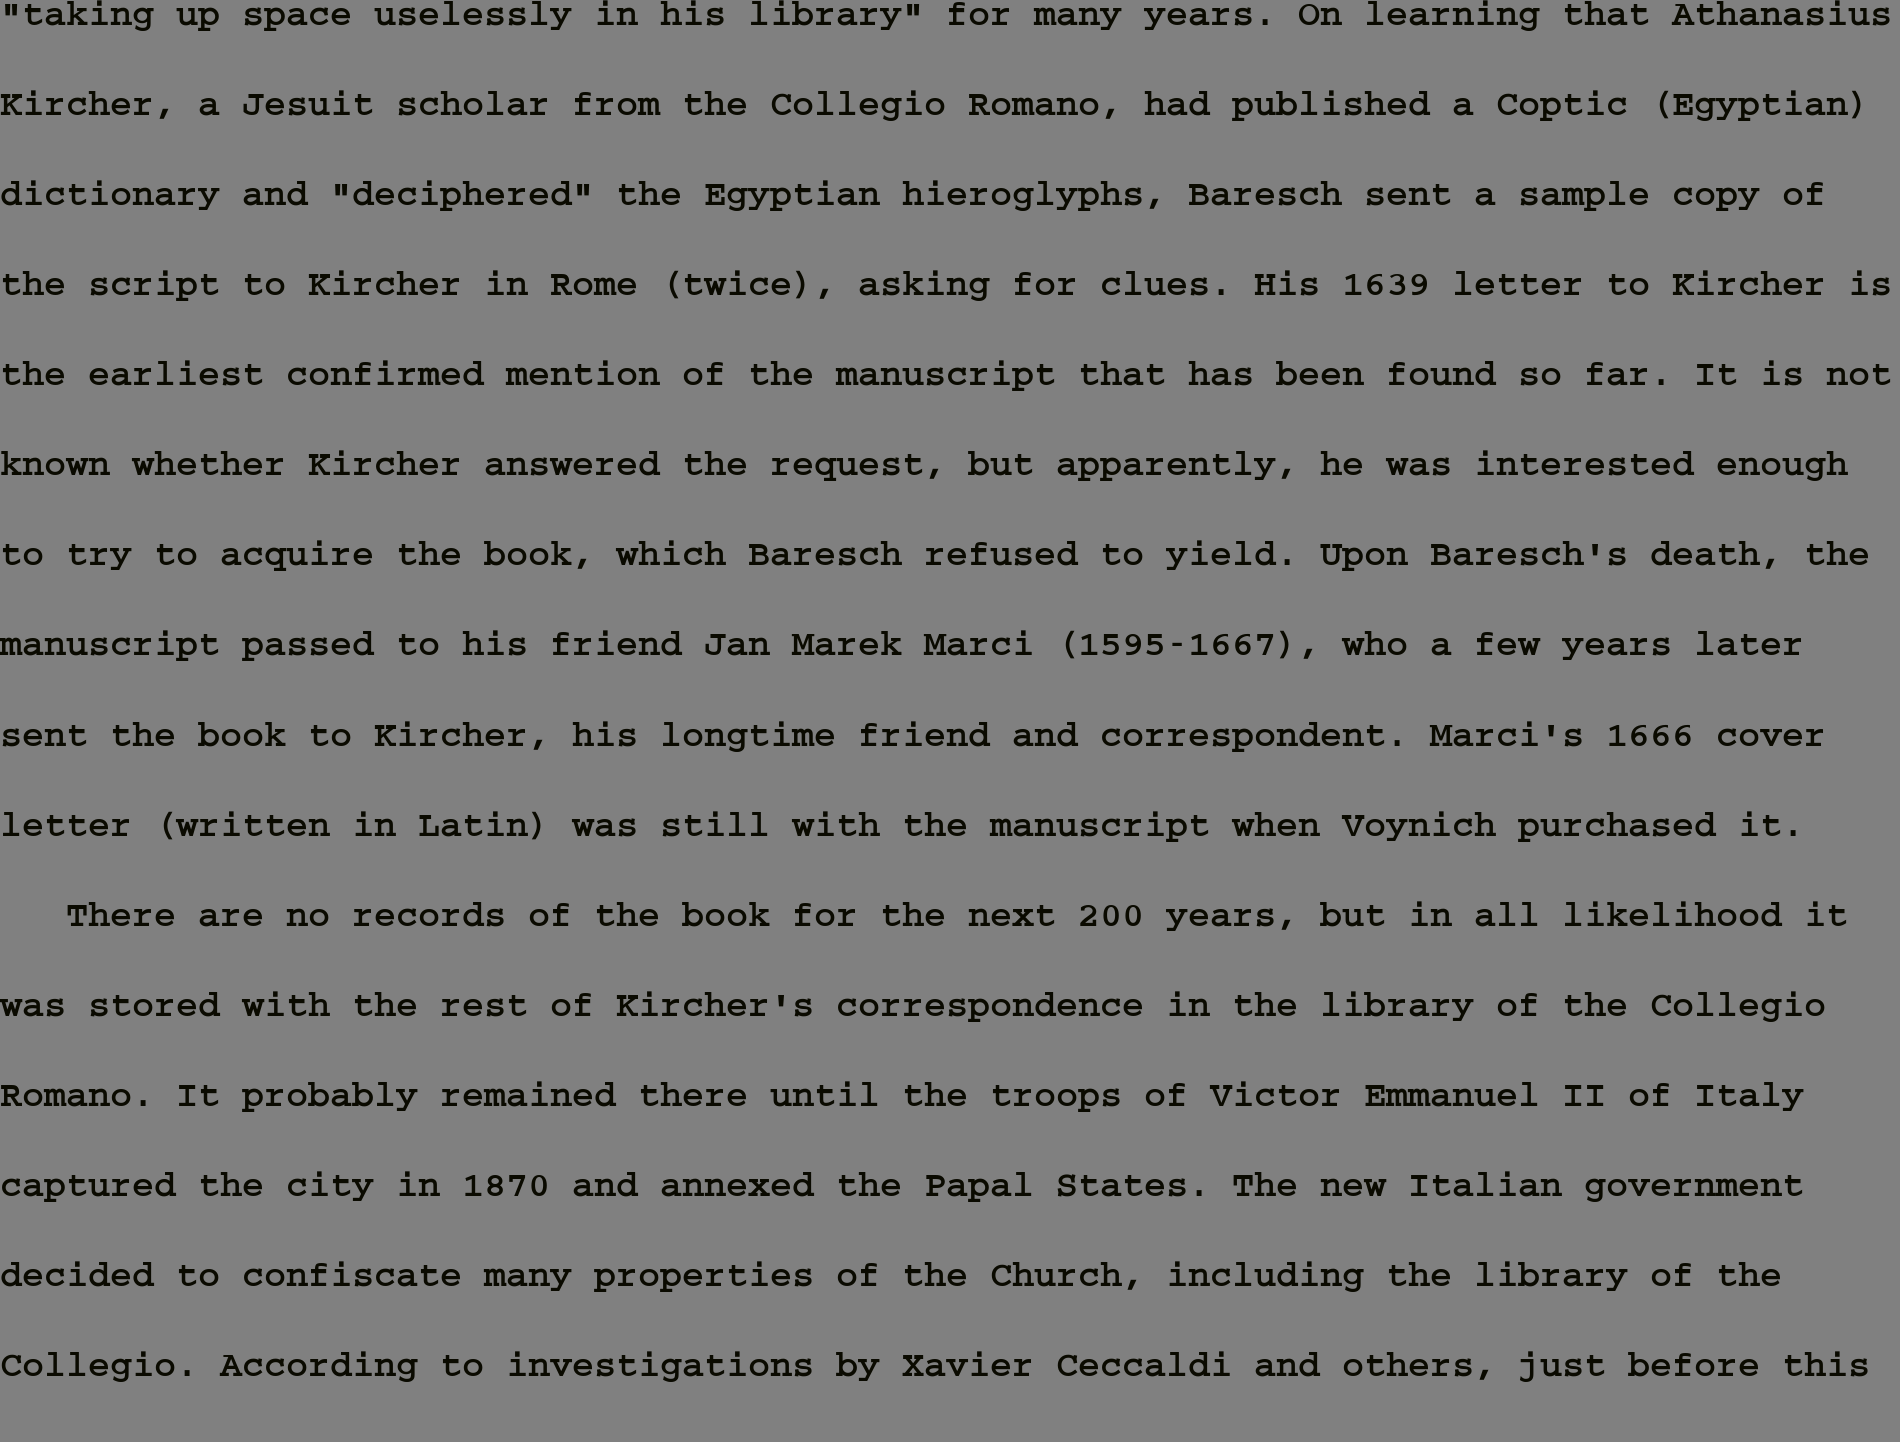 "taking up space uselessly in his library" for many years. On learning that Athanasius
Kircher, a Jesuit scholar from the Collegio Romano, had published a Coptic (Egyptian)
dictionary and "deciphered" the Egyptian hieroglyphs, Baresch sent a sample copy of
the script to Kircher in Rome (twice), asking for clues. His 1639 letter to Kircher is
the earliest confirmed mention of the manuscript that has been found so far. It is not
known whether Kircher answered the request, but apparently, he was interested enough
to try to acquire the book, which Baresch refused to yield. Upon Baresch's death, the
manuscript passed to his friend Jan Marek Marci (1595-1667), who a few years later
sent the book to Kircher, his longtime friend and correspondent. Marci's 1666 cover
letter (written in Latin) was still with the manuscript when Voynich purchased it.
There are no records of the book for the next 200 years, but in all likelihood it
was stored with the rest of Kircher's correspondence in the library of the Collegio
Romano. It probably remained there until the troops of Victor Emmanuel II of Italy
captured the city in 1870 and annexed the Papal States. The new Italian government
decided to confiscate many properties of the Church, including the library of the
Collegio. According to investigations by Xavier Ceccaldi and others, just before this